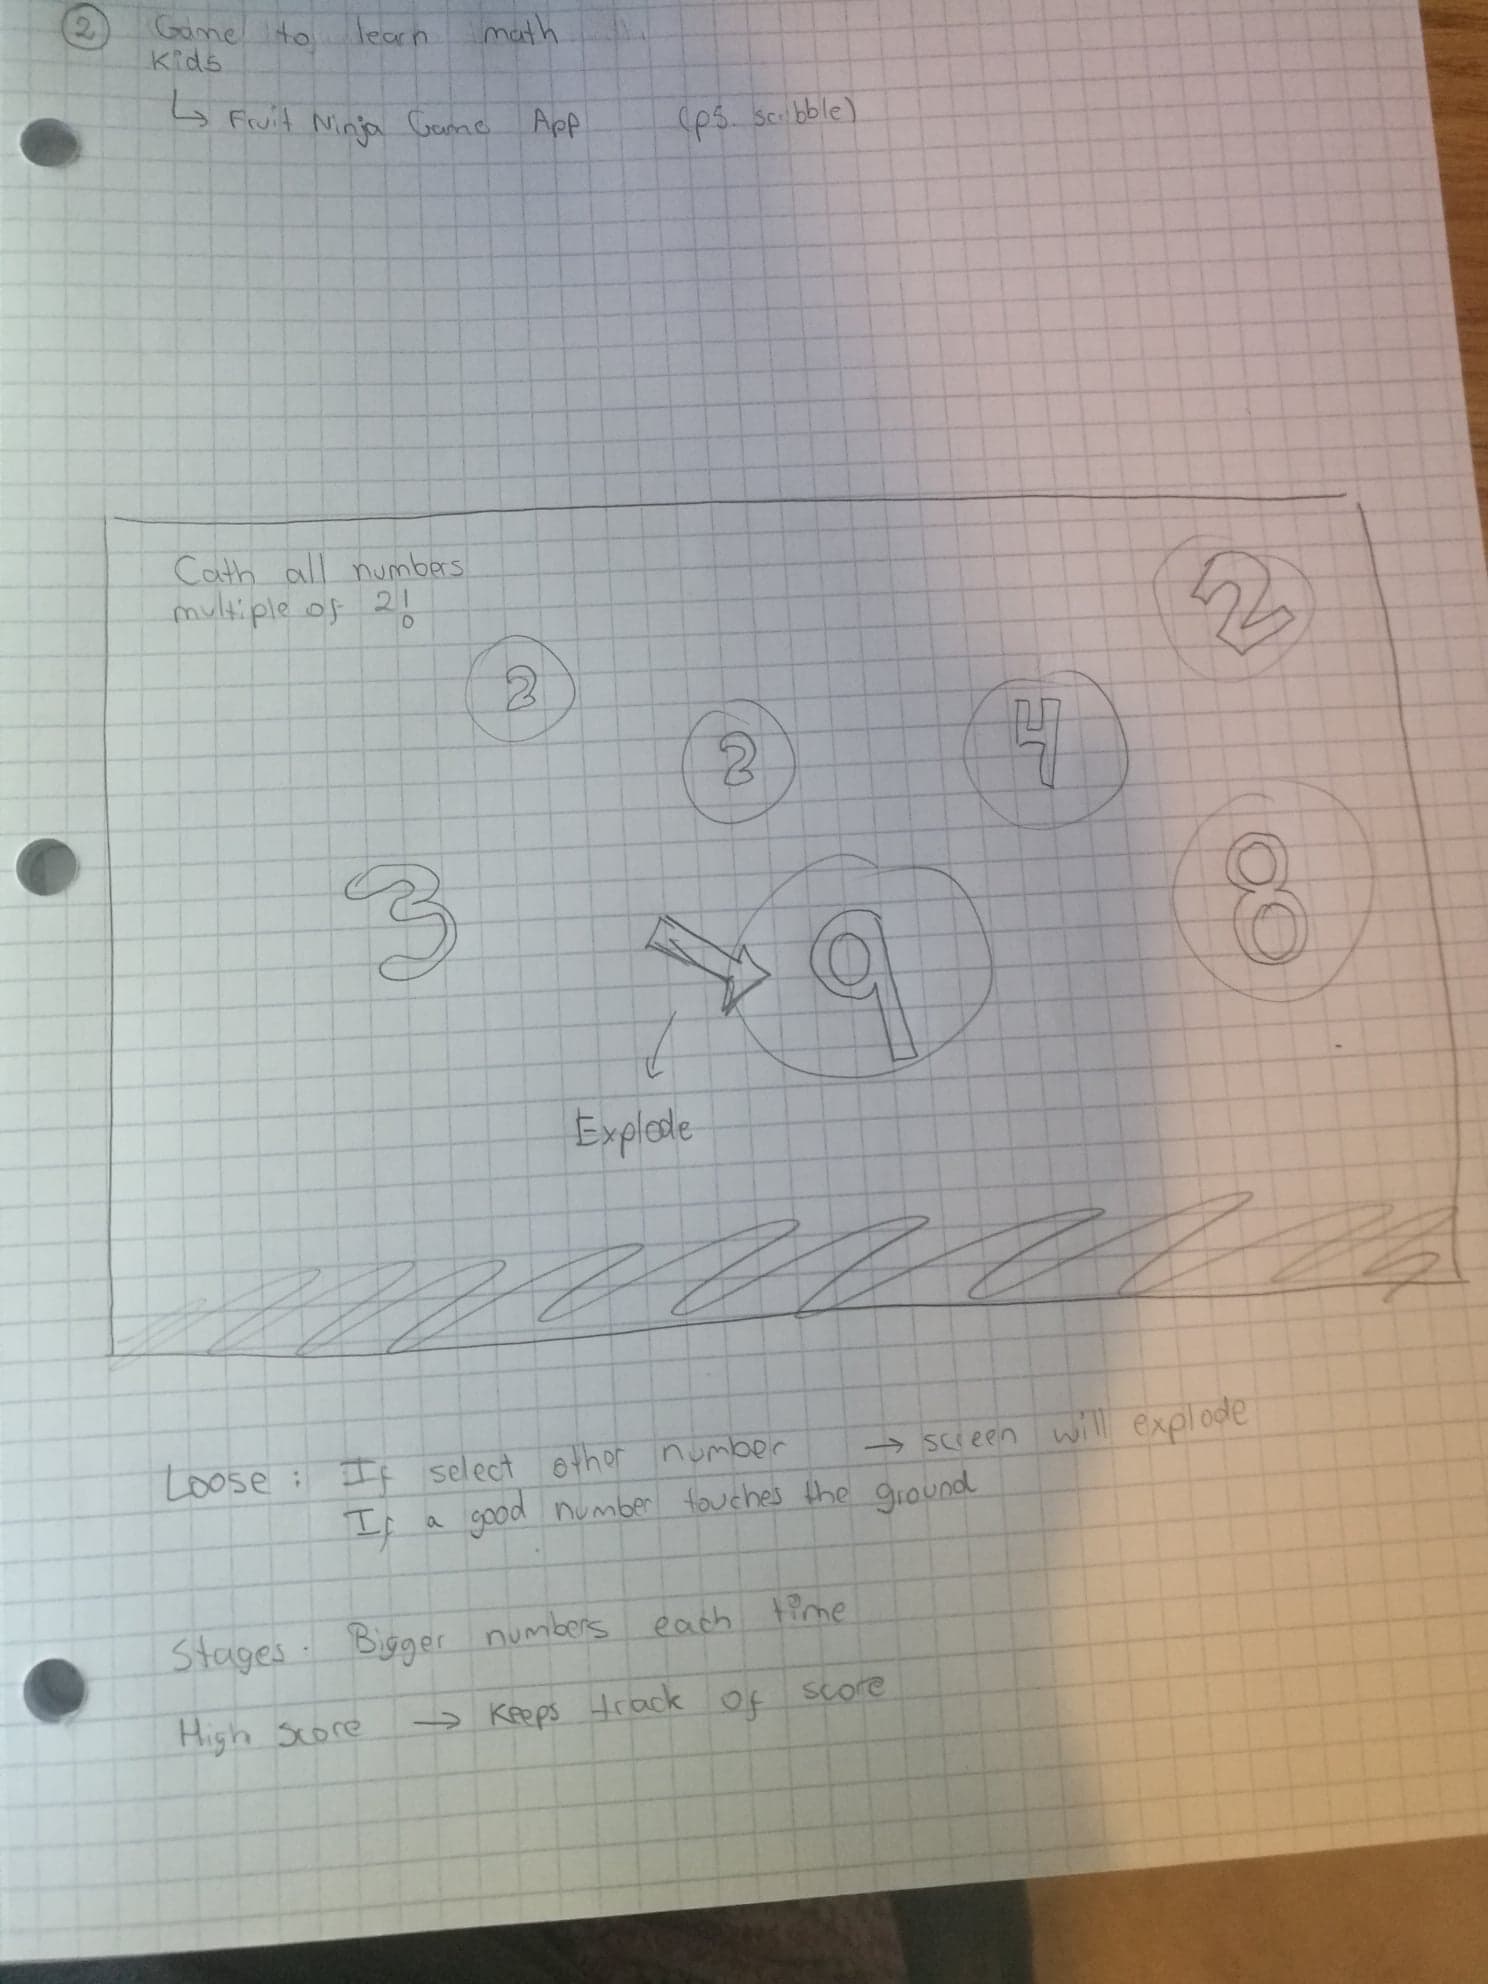 2 Game to learn math
Kids
↳ Fruit Ninja Game App (p5. scribble)
Cath all numbers
multiple of 2!
2
2
2
4
3
9
8
Explode
Loose: If select other number → screen will explode
If a good number touches the ground
Stages. Bigger numbers each time
High score → Keeps track of score